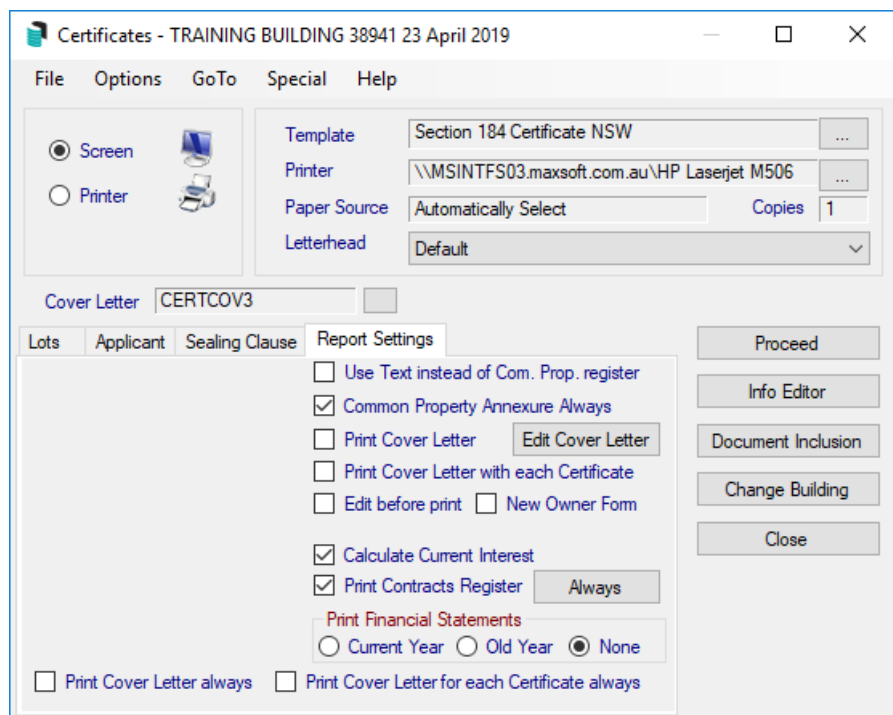 Certificates - TRAINING BUILDING 38941 23 April 2019
File Options GoTo Special Help
Screen
Printer
Template Section 184 Certificate NSW ...
Printer \\MSINTFS03.maxsoft.com.au\HP Laserjet M506 ...
Paper Source Automatically Select Copies 1
Letterhead Default
Cover Letter CERTCOV3
Lots Applicant Sealing Clause Report Settings
Use Text instead of Com. Prop. register
Common Property Annexure Always
Print Cover Letter Edit Cover Letter
Print Cover Letter with each Certificate
Edit before print New Owner Form
Calculate Current Interest
Print Contracts Register Always
Print Financial Statements
Current Year Old Year None
Print Cover Letter always Print Cover Letter for each Certificate always
Proceed
Info Editor
Document Inclusion
Change Building
Close